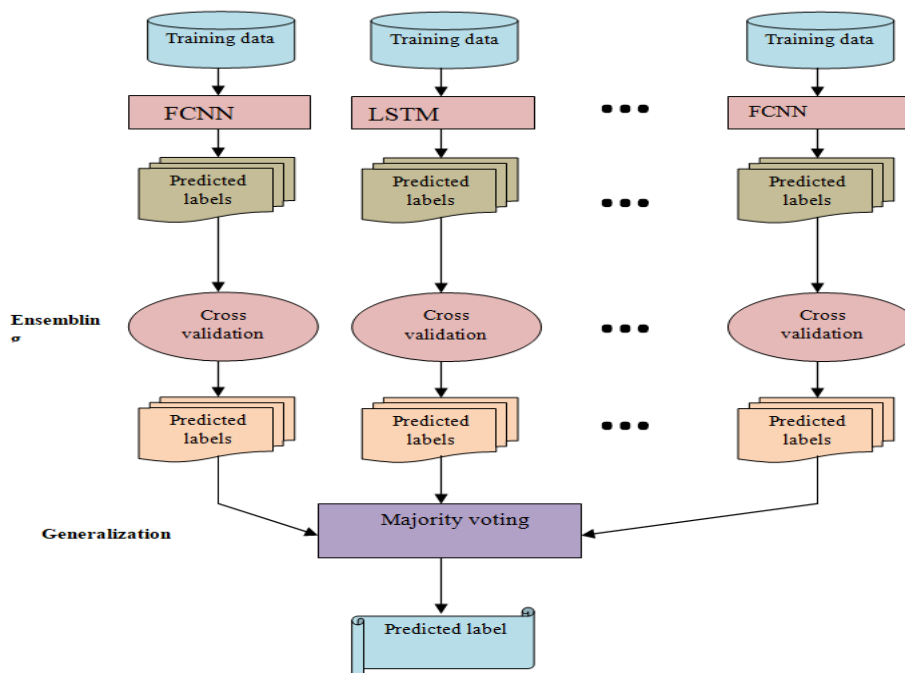 Training data
Training data
Training data
FCNN
LSTM
FCNN
Predicted
labels
Predicted
labels
Predicted
labels
Ensemblin
g
Cross
validation
Cross
validation
Cross
validation
Predicted
labels
Predicted
labels
Predicted
labels
Generalization
Majority voting
Predicted label